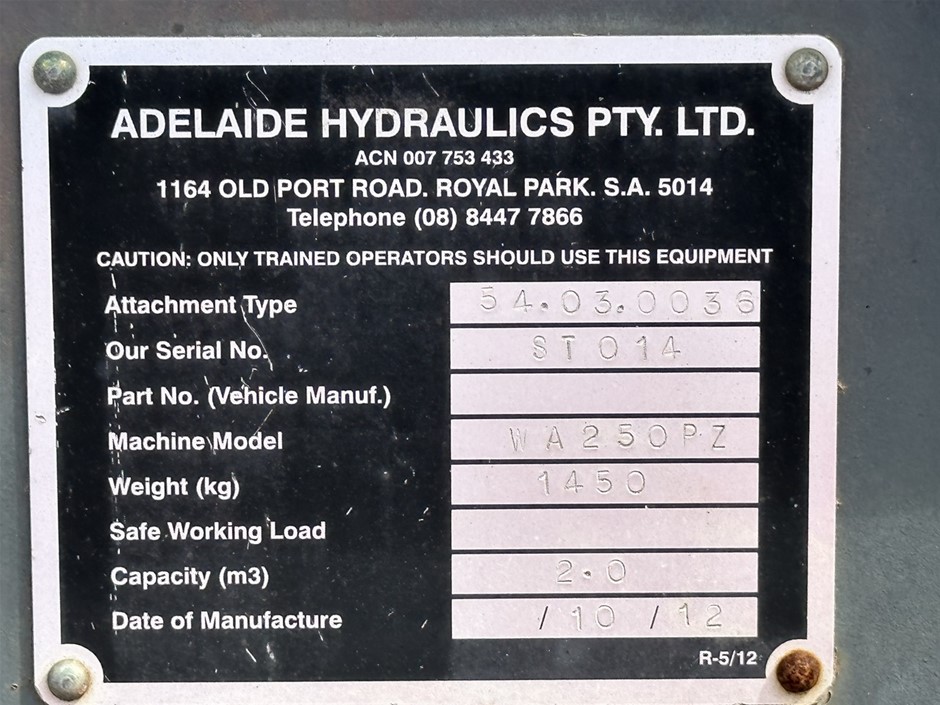 ADELAIDE HYDRAULICS PTY. LTD.
ACN 007 753 433
1164 OLD PORT ROAD. ROYAL PARK. S.A. 5014
Telephone (08) 8447 7866
CAUTION: ONLY TRAINED OPERATORS SHOULD USE THIS EQUIPMENT
Attachment Type 54.03.0036
Our Serial No. ST014
Part No. (Vehicle Manuf.)
Machine Model WA250PZ
Weight (kg) 1450
Safe Working Load
Capacity (m3) 2.0
Date of Manufacture /10/12
R-5/12